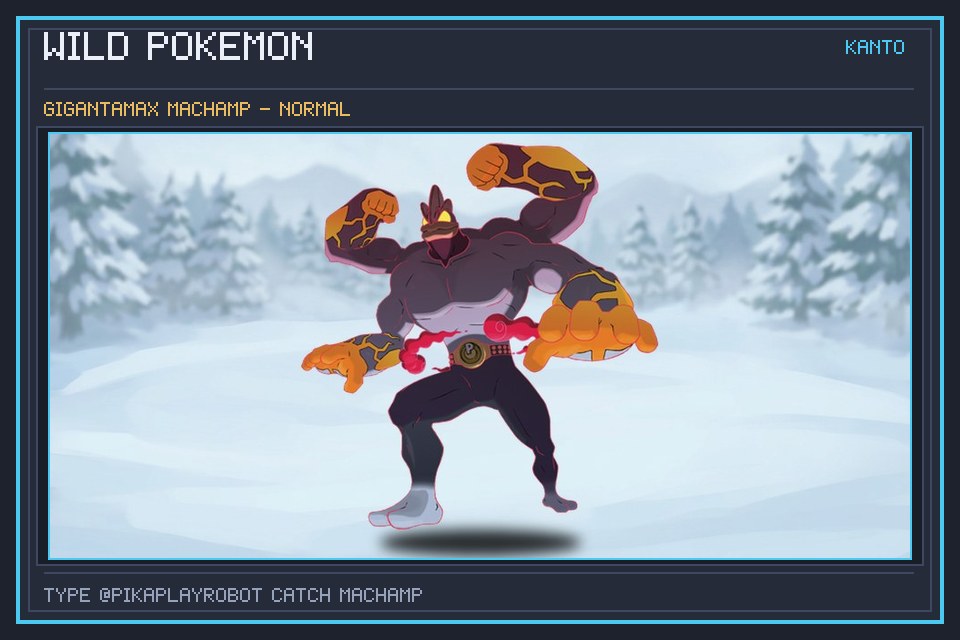 WILD POKEMON
KANTO
GIGANTAMAX MACHAMP - NORMAL
TYPE @PIKAPLAYROBOT CATCH MACHAMP